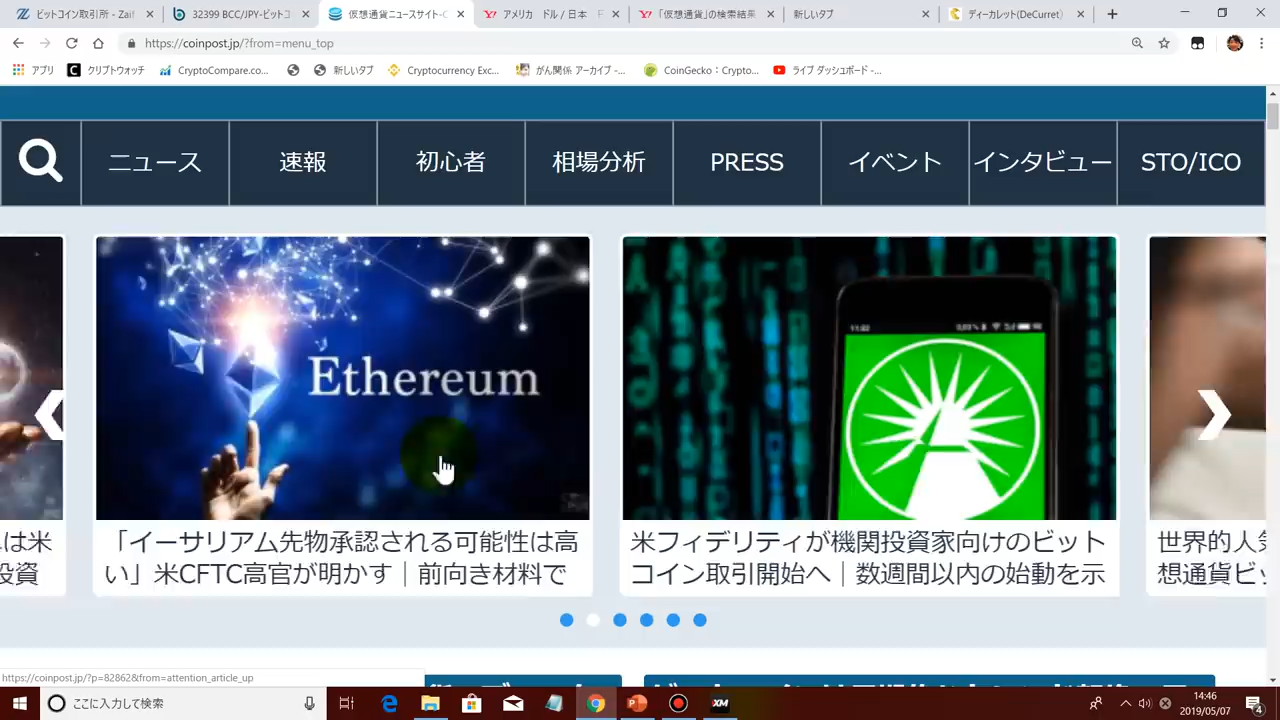 ビットコイン取引所 - Zaif
32399 BCC/JPY-ビットコ
仮想通貨ニュースサイト-C
アメリカ ドル / 日本
「仮想通貨」の検索結果
新しいタブ
ディーカレット(DeCurret)
https://coinpost.jp/?from=menu_top
アプリ
クリプトウォッチ
CryptoCompare.co...
新しいタブ
Cryptocurrency Exc...
がん関係 アーカイブ -...
CoinGecko：Crypto...
ライブ ダッシュボード -...
ニュース
速報
初心者
相場分析
PRESS
イベント
インタビュー
STO/ICO
Ethereum
は米
投資
「イーサリアム先物承認される可能性は高
い」米CFTC高官が明かす｜前向き材料で
米フィデリティが機関投資家向けのビット
コイン取引開始へ｜数週間以内の始動を示
世界的人気
想通貨ビ
https://coinpost.jp/?p=82862&from=attention_article_up
ここに入力して検索
XM
14:46
2019/05/07
4